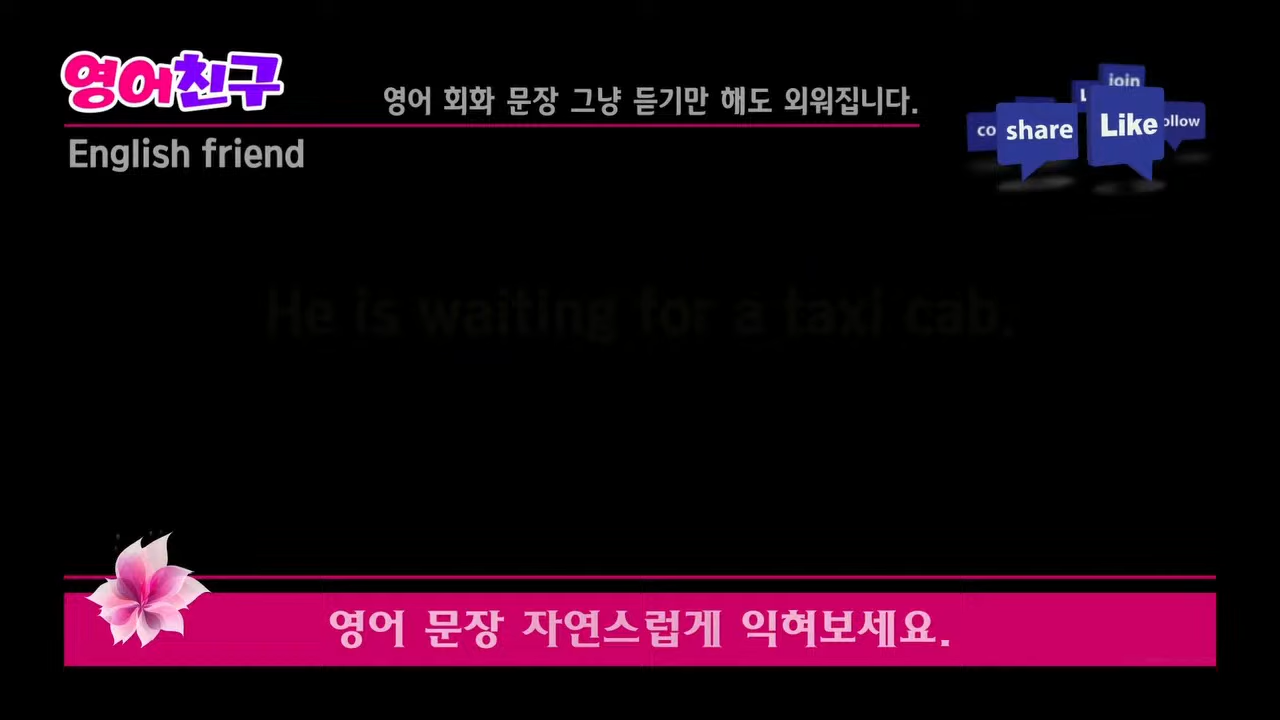 영어친구
영어 회화 문장 그냥 듣기만 해도 외워집니다.
English friend
join
co
share
Like
ollow
He is waiting for a taxi cab.
영어 문장 자연스럽게 익혀보세요.